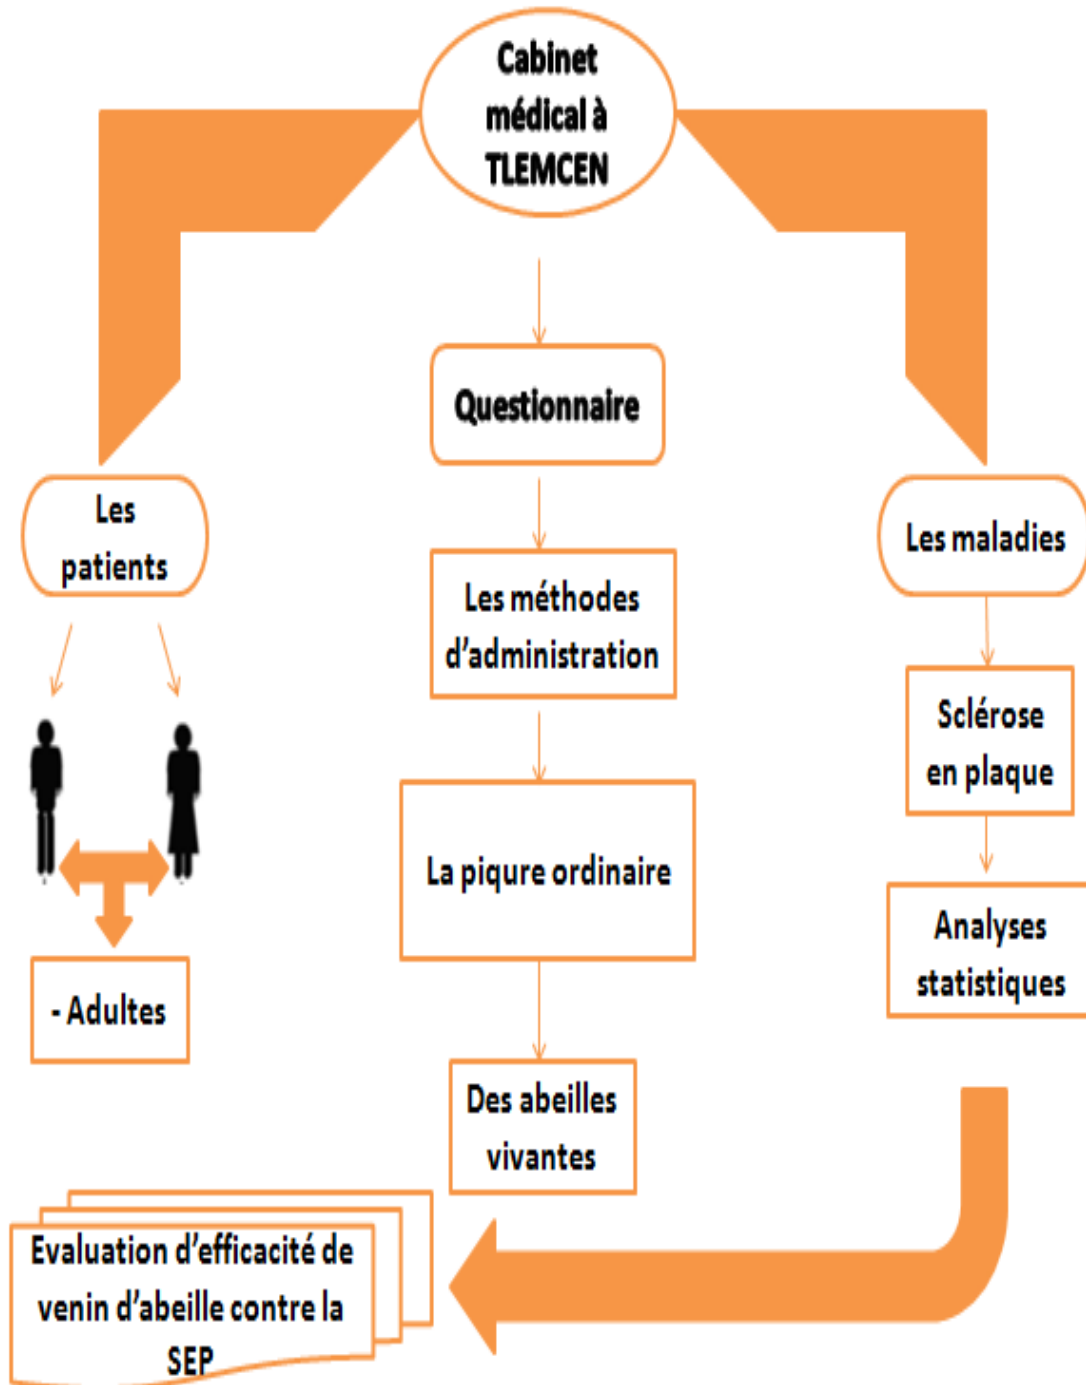 Cabinet
médical à
TLEMCEN
Questionnaire
Les
patients
Les maladies
Les méthodes
d'administration
Sclérose
en plaque
La piqure ordinaire
Analyses
statistiques
- Adultes
Des abeilles
vivantes
Evaluation d'efficacité de
venin d'abeille contre la
SEP